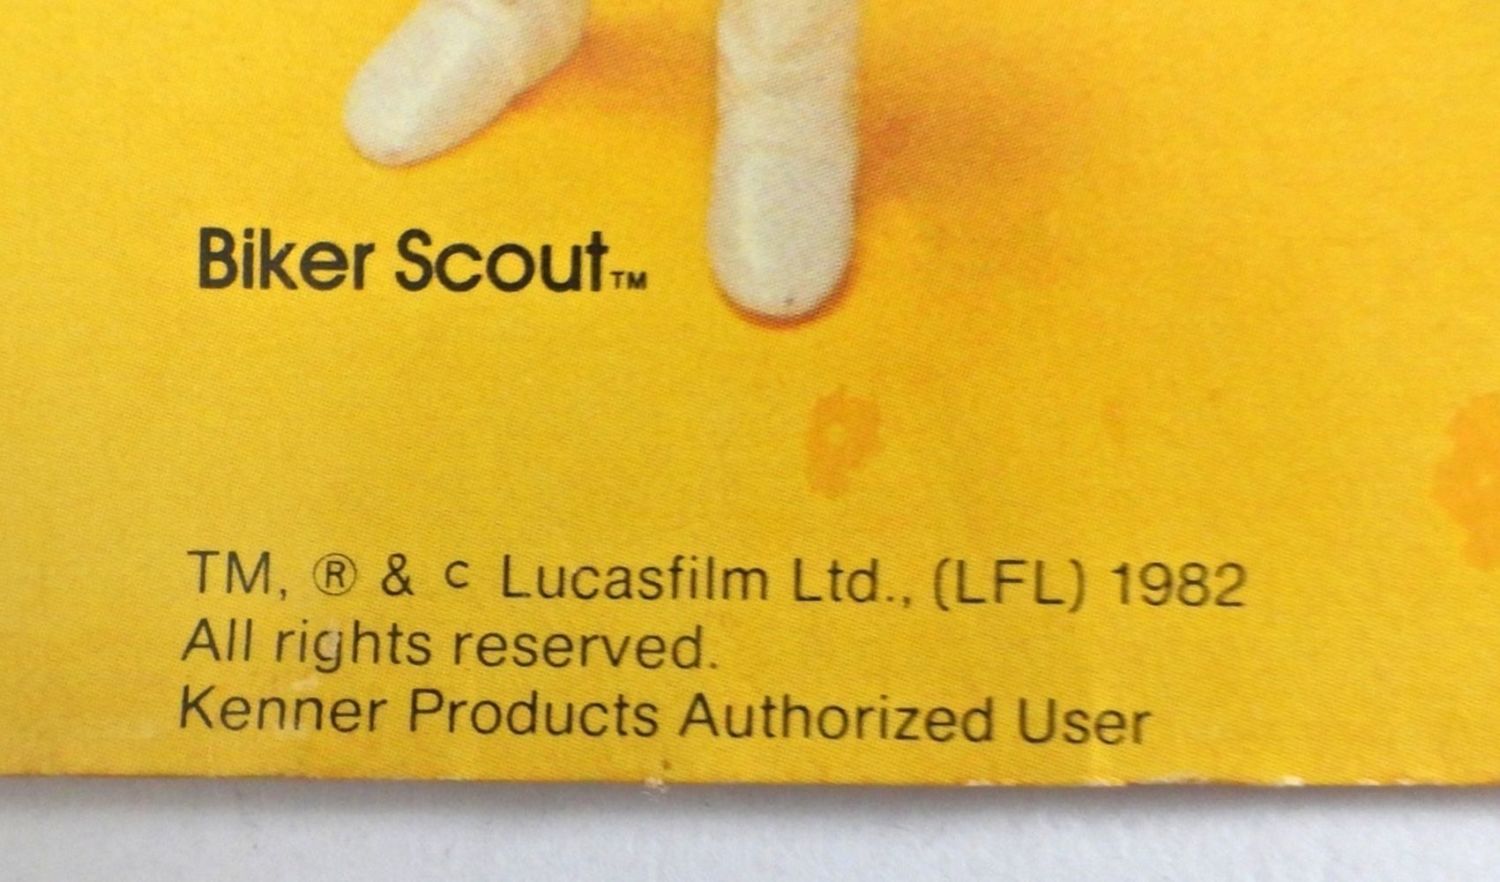 Biker Scout™
TM, ® & c Lucasfilm Ltd., (LFL) 1982
All rights reserved.
Kenner Products Authorized User